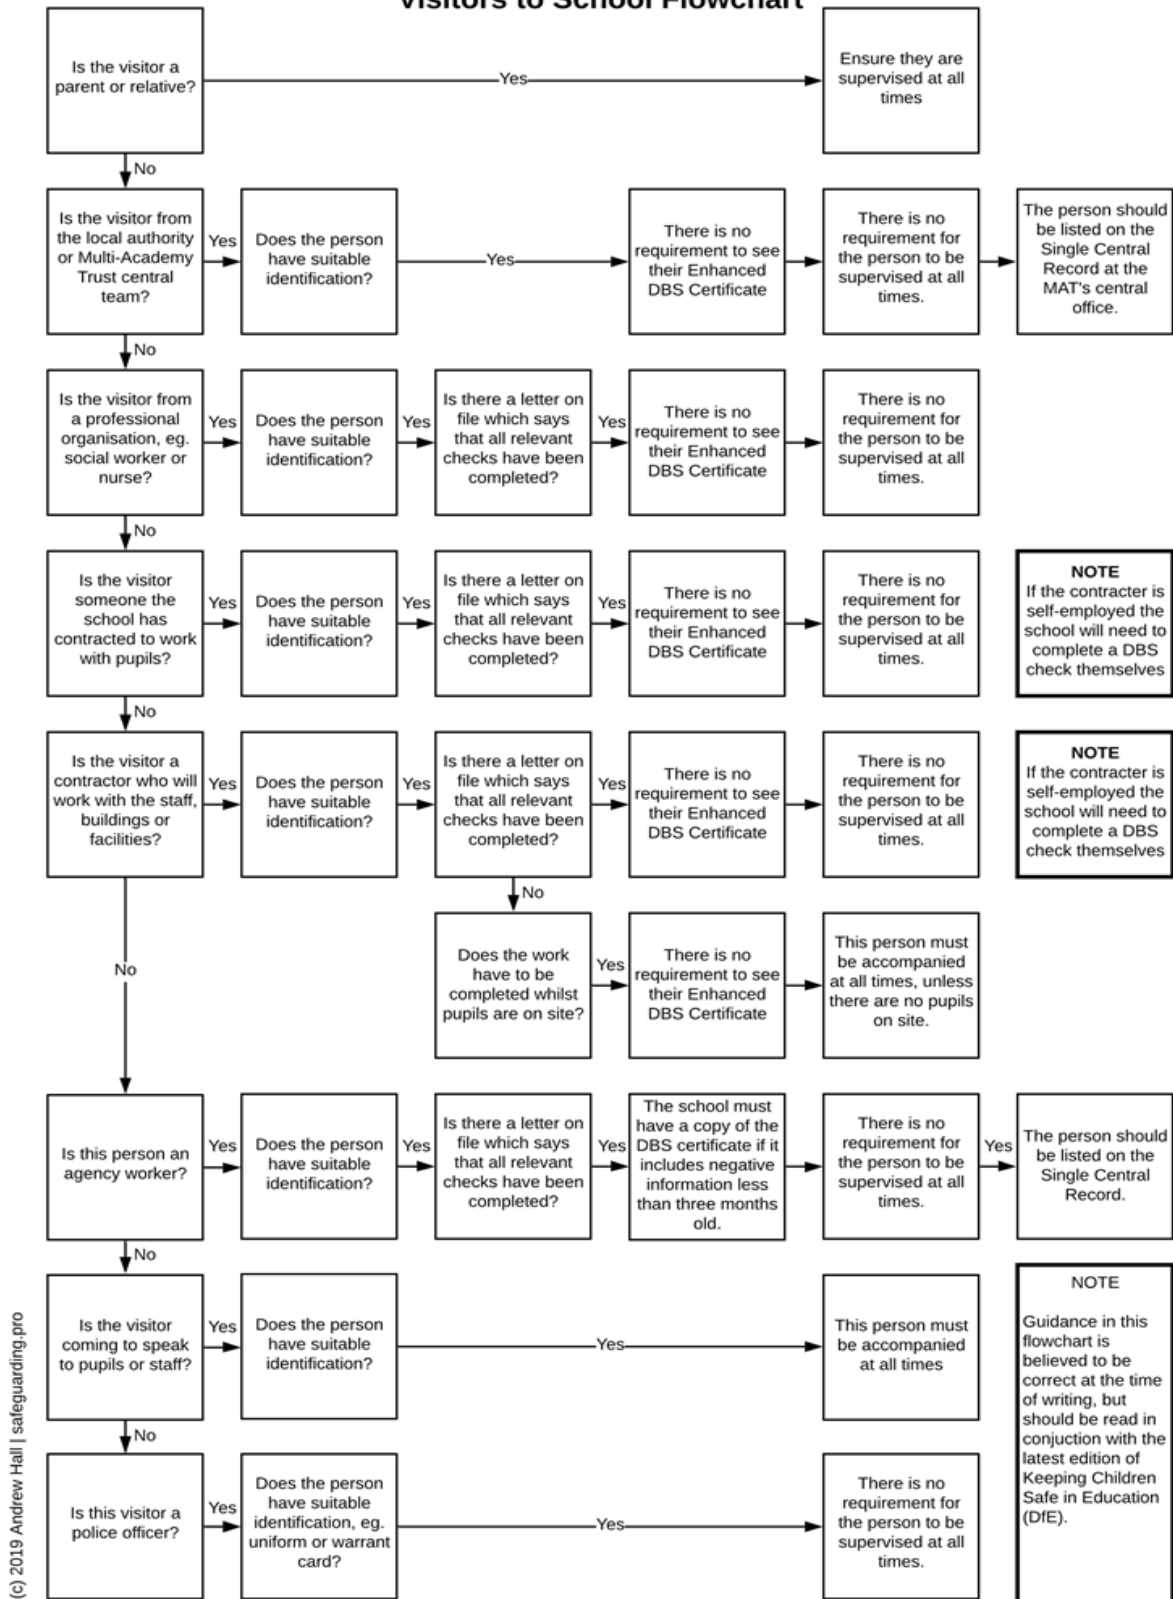 Visitors to School Flowchart
Is the visitor a
parent or relative?
Yes
Ensure they are
supervised at all
times
No
Is the visitor from
the local authority
or Multi-Academy
Trust central
team?
Yes
Does the person
have suitable
identification?
Yes
There is no
requirement to see
their Enhanced
DBS Certificate
There is no
requirement for
the person to be
supervised at all
times.
The person should
be listed on the
Single Central
Record at the
MAT's central
office.
No
Is the visitor from
a professional
organisation, eg.
social worker or
nurse?
Yes
Does the person
have suitable
identification?
Yes
Is there a letter on
file which says
that all relevant
checks have been
completed?
Yes
There is no
requirement to see
their Enhanced
DBS Certificate
There is no
requirement for
the person to be
supervised at all
times.
No
Is the visitor
someone the
school has
contracted to work
with pupils?
Yes
Does the person
have suitable
identification?
Yes
Is there a letter on
file which says
that all relevant
checks have been
completed?
Yes
There is no
requirement to see
their Enhanced
DBS Certificate
There is no
requirement for
the person to be
supervised at all
times.
NOTE
If the contracter is
self-employed the
school will need to
complete a DBS
check themselves
No
Is the visitor a
contractor who will
work with the staff,
buildings or
facilities?
Yes
Does the person
have suitable
identification?
Yes
Is there a letter on
file which says
that all relevant
checks have been
completed?
Yes
There is no
requirement to see
their Enhanced
DBS Certificate
There is no
requirement for
the person to be
supervised at all
times.
NOTE
If the contracter is
self-employed the
school will need to
complete a DBS
check themselves
No
No
Does the work
have to be
completed whilst
pupils are on site?
Yes
There is no
requirement to see
their Enhanced
DBS Certificate
This person must
be accompanied
at all times, unless
there are no pupils
on site.
Is this person an
agency worker?
Yes
Does the person
have suitable
identification?
Yes
Is there a letter on
file which says
that all relevant
checks have been
completed?
Yes
The school must
have a copy of the
DBS certificate if it
includes negative
information less
than three months
old.
There is no
requirement for
the person to be
supervised at all
times.
Yes
The person should
be listed on the
Single Central
Record.
No
Is the visitor
coming to speak
to pupils or staff?
Yes
Does the person
have suitable
identification?
Yes
This person must
be accompanied
at all times
NOTE
Guidance in this
flowchart is
believed to be
correct at the time
of writing, but
should be read in
conjuction with the
latest edition of
Keeping Children
Safe in Education
(DfE).
No
Is this visitor a
police officer?
Yes
Does the person
have suitable
identification, eg.
uniform or warrant
card?
Yes
There is no
requirement for
the person to be
supervised at all
times.
(c) 2019 Andrew Hall | safeguarding.pro